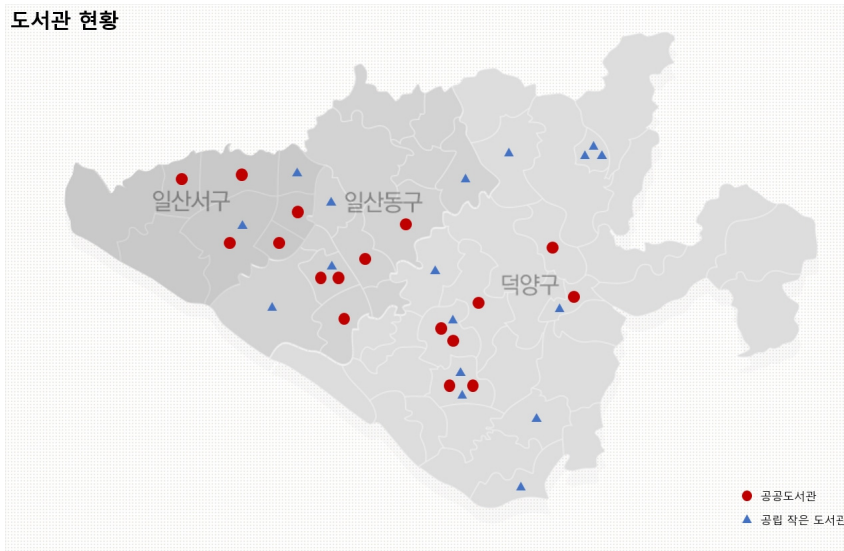 도서관 현황
일산서구
일산동구
덕양구
공공도서관
공립 작은 도서관